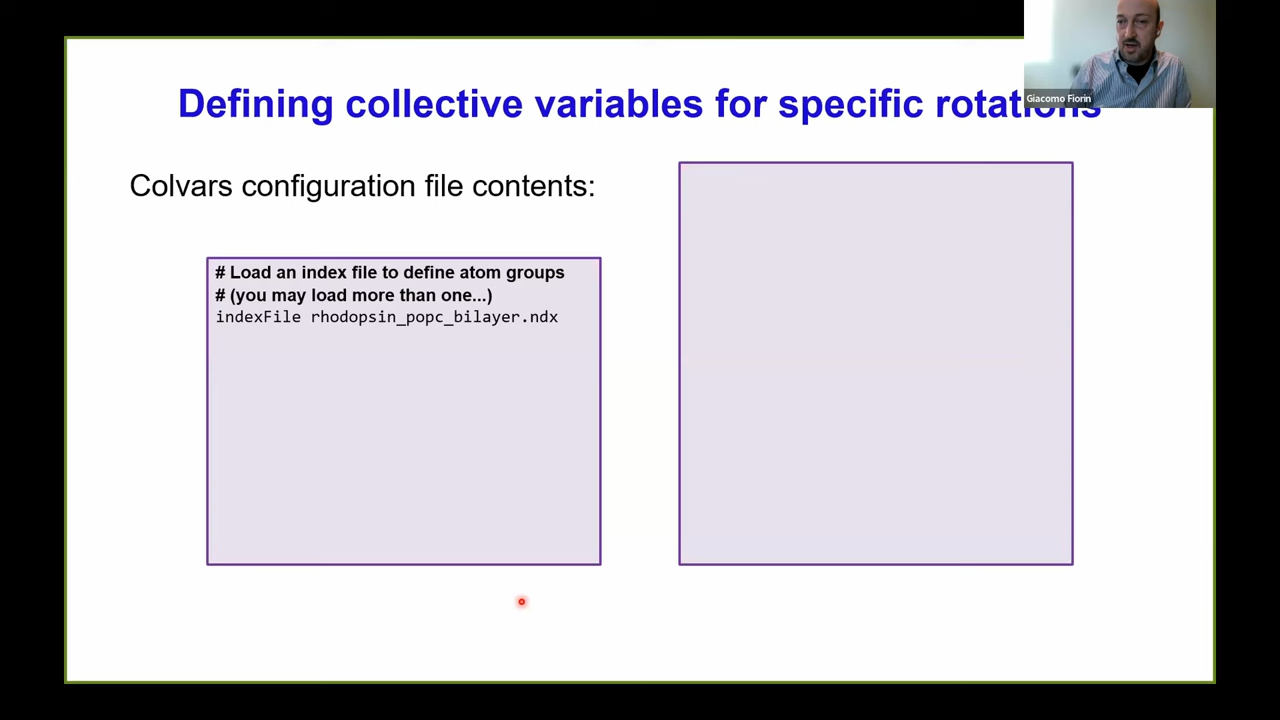 Defining collective variables for specific rotations
Giacomo Fiorin
Colvars configuration file contents:
# Load an index file to define atom groups
# (you may load more than one...)
indexFile rhodopsin_popc_bilayer.ndx